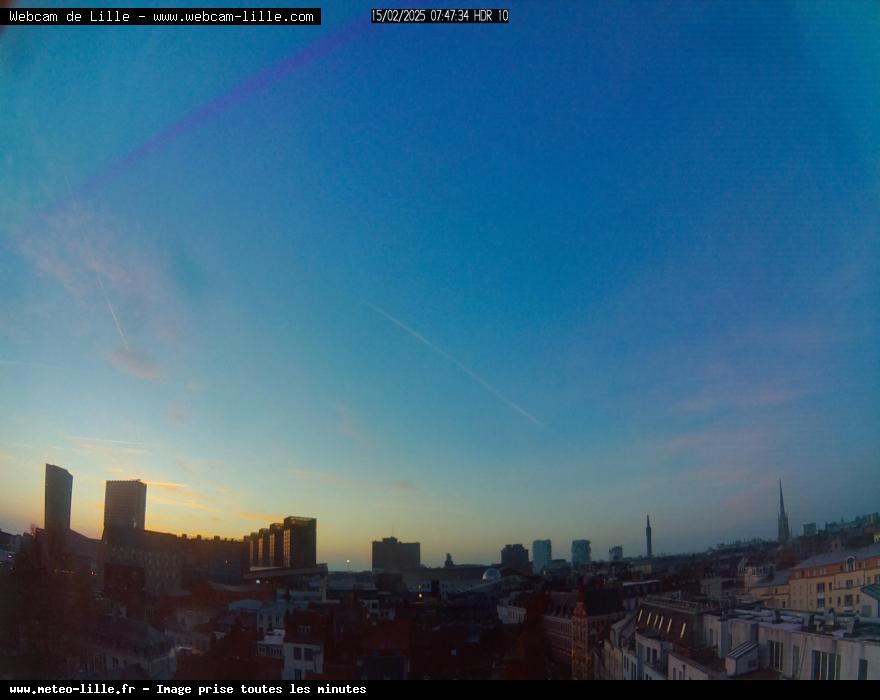 Webcam de Lille - www.webcam-lille.com
15/02/2025 07:47:34 HDR 10
www.meteo-lille.fr - Image prise toutes les minutes